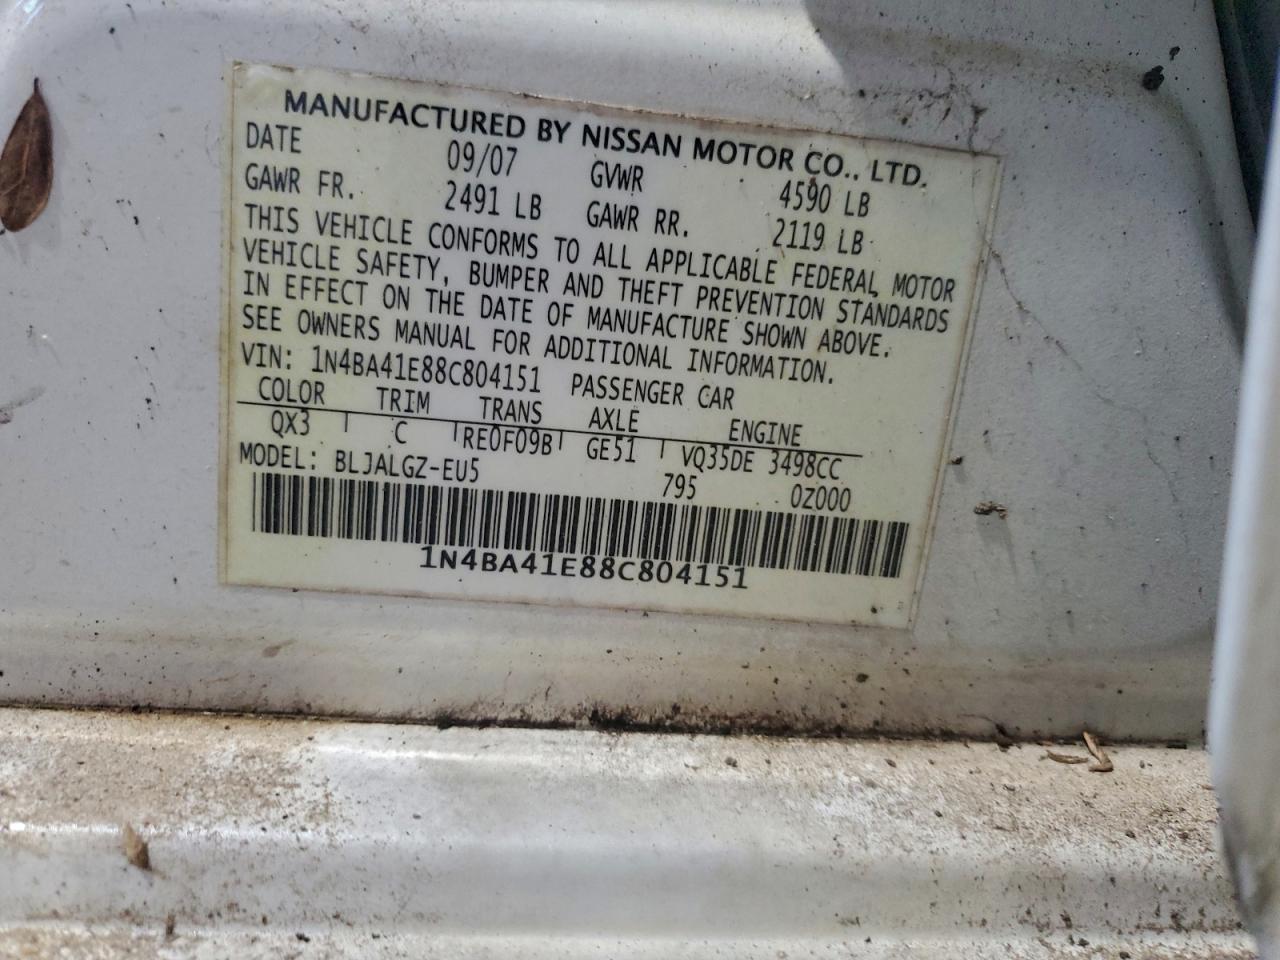 MANUFACTURED BY NISSAN MOTOR CO., LTD.
DATE 09/07 GVWR 4590 LB
GAWR FR. 2491 LB GAWR RR. 2119 LB
THIS VEHICLE CONFORMS TO ALL APPLICABLE FEDERAL MOTOR
VEHICLE SAFETY, BUMPER AND THEFT PREVENTION STANDARDS
IN EFFECT ON THE DATE OF MANUFACTURE SHOWN ABOVE.
SEE OWNERS MANUAL FOR ADDITIONAL INFORMATION.
VIN: 1N4BA41E88C804151 PASSENGER CAR
COLOR TRIM TRANS AXLE ENGINE
QX3 C RE0F09B GE51 VQ35DE 3498CC
MODEL: BLJALGZ-EU5 795 0Z000
1N4BA41E88C804151